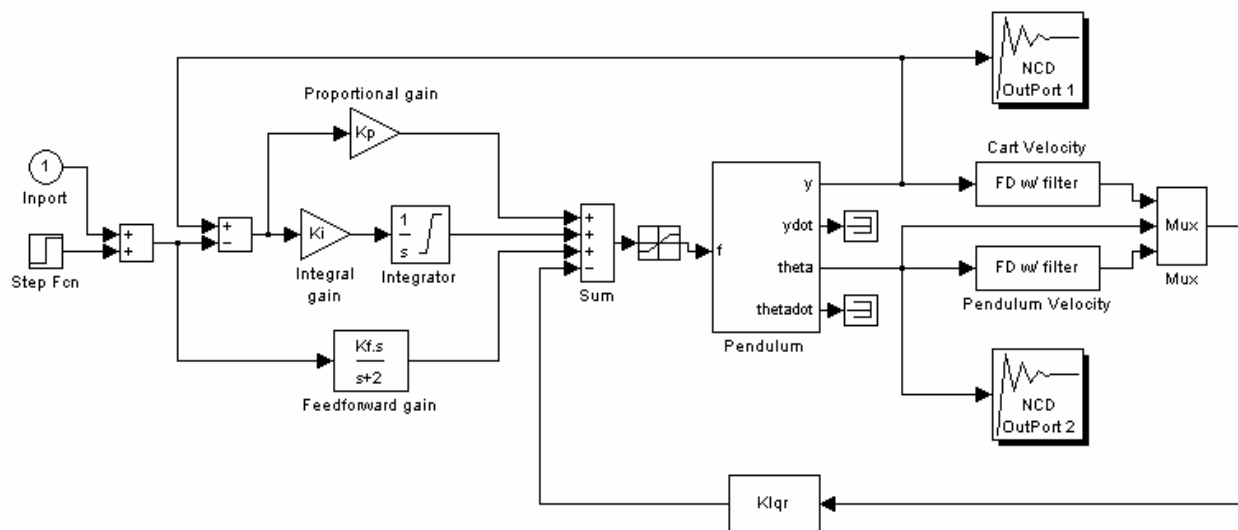 NCD
OutPort 1
Proportional gain
Kp
1
Inport
+
+
Step Fcn
+
−
Ki
Integral
gain
1
s
Integrator
+
+
+
−
Sum
Kf.s
s+2
Feedforward gain
f
y
ydot
theta
thetadot
Pendulum
Cart Velocity
FD w/ filter
FD w/ filter
Pendulum Velocity
Mux
Mux
NCD
OutPort 2
Klqr